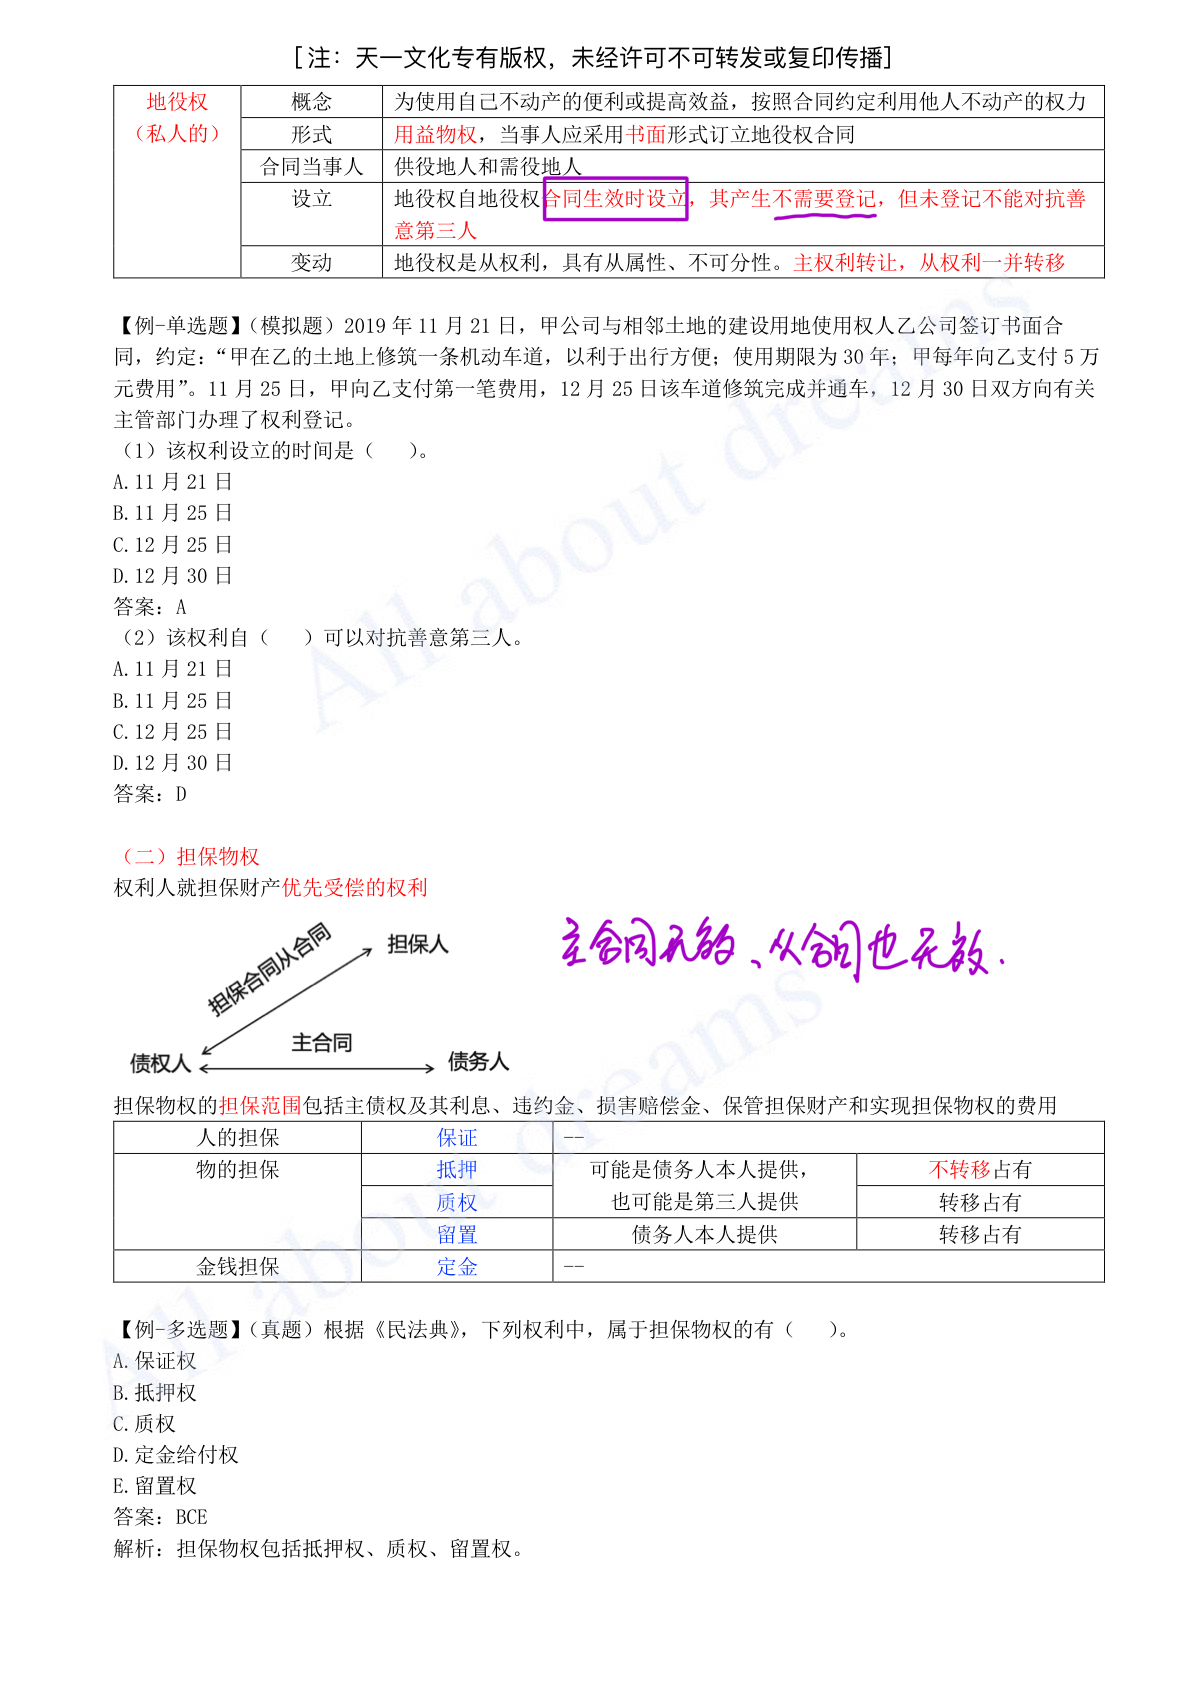 [注：天一文化专有版权，未经许可不可转发或复印传播]
地役权
（私人的）
概念
为使用自己不动产的便利或提高效益，按照合同约定利用他人不动产的权力
形式
用益物权，当事人应采用书面形式订立地役权合同
合同当事人
供役地人和需役地人
设立
地役权自地役权合同生效时设立，其产生不需要登记，但未登记不能对抗善
意第三人
变动
地役权是从权利，具有从属性、不可分性。主权利转让，从权利一并转移
【例-单选题】（模拟题）2019 年 11 月 21 日，甲公司与相邻土地的建设用地使用权人乙公司签订书面合
同，约定：“甲在乙的土地上修筑一条机动车道，以利于出行方便；使用期限为 30 年；甲每年向乙支付 5 万
元费用”。11 月 25 日，甲向乙支付第一笔费用，12 月 25 日该车道修筑完成并通车，12 月 30 日双方向有关
主管部门办理了权利登记。
（1）该权利设立的时间是（ ）。
A.11 月 21 日
B.11 月 25 日
C.12 月 25 日
D.12 月 30 日
答案：A
（2）该权利自（ ）可以对抗善意第三人。
A.11 月 21 日
B.11 月 25 日
C.12 月 25 日
D.12 月 30 日
答案：D
（二）担保物权
权利人就担保财产优先受偿的权利
主合同无效、从合同也无效.
担保合同从合同
担保人
主合同
债权人
债务人
担保物权的担保范围包括主债权及其利息、违约金、损害赔偿金、保管担保财产和实现担保物权的费用
人的担保
保证
--
物的担保
抵押
可能是债务人本人提供，
也可能是第三人提供
不转移占有
质权
转移占有
留置
债务人本人提供
转移占有
金钱担保
定金
--
【例-多选题】（真题）根据《民法典》，下列权利中，属于担保物权的有（ ）。
A.保证权
B.抵押权
C.质权
D.定金给付权
E.留置权
答案：BCE
解析：担保物权包括抵押权、质权、留置权。
All about dreams
All about dreams